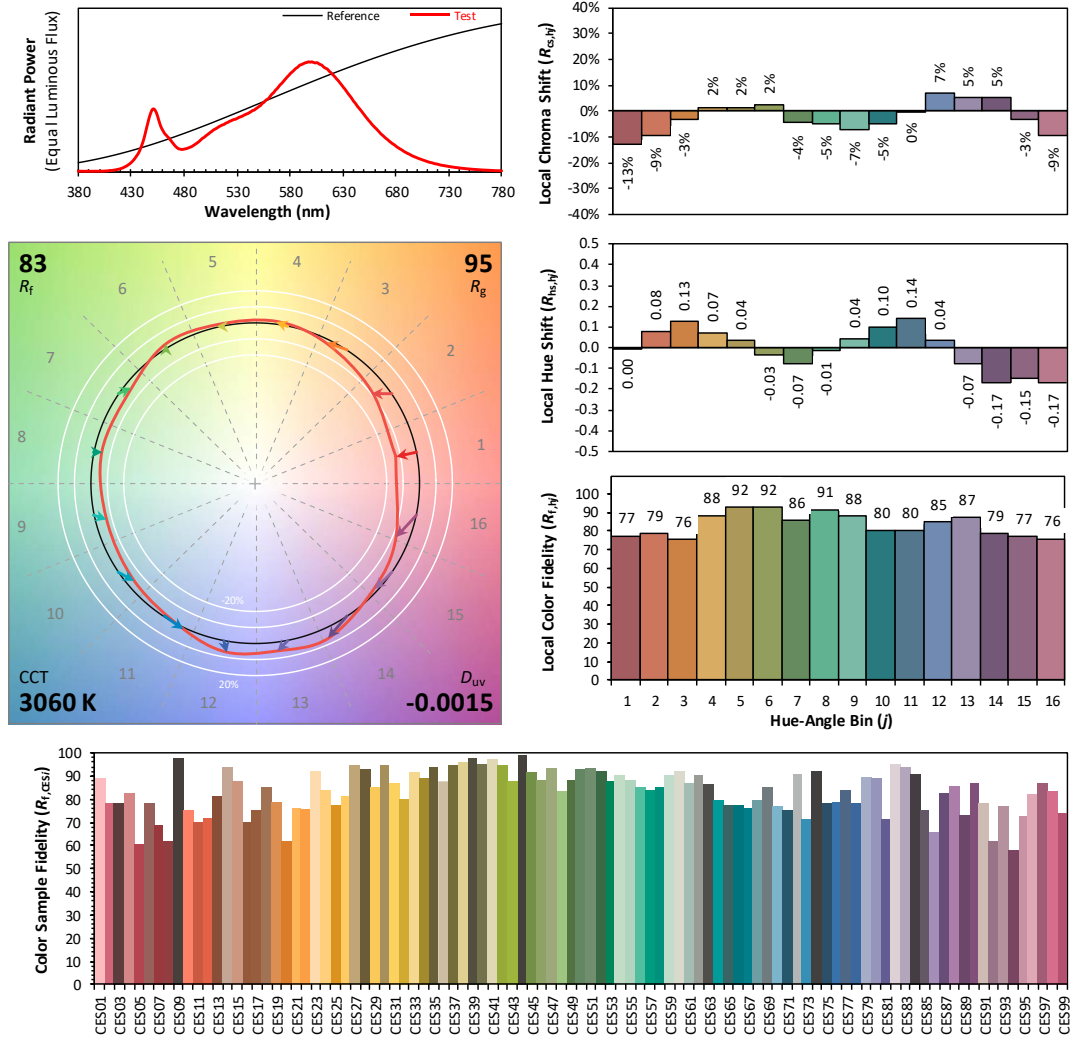 Radiant Power
(Equal Luminous Flux)
Reference
Test
380 430 480 530 580 630 680 730 780
Wavelength (nm)
Local Chroma Shift (Rcs,hj)
40%
30%
20%
10%
0%
-10%
-20%
-30%
-40%
-13% -9% -3% 2% 2% 2% -4% -5% -7% -5% 0% 7% 5% 5% -3% -9%
83
Rf
95
Rg
5 4
6 3
7 2
8 1
9 16
10 15
11 14
12 13
-20%
20%
CCT
3060 K
Duv
-0.0015
Local Hue Shift (Rhs,hj)
0.5
0.4
0.3
0.2
0.1
0.0
-0.1
-0.2
-0.3
-0.4
-0.5
0.00 0.08 0.13 0.07 0.04 -0.03 -0.07 -0.01 0.04 0.10 0.14 0.04 -0.07 -0.17 -0.15 -0.17
Local Color Fidelity (Rf,hj)
100
90
80
70
60
50
40
30
20
10
0
77 79 76 88 92 92 86 91 88 80 80 85 87 79 77 76
1 2 3 4 5 6 7 8 9 10 11 12 13 14 15 16
Hue-Angle Bin (j)
Color Sample Fidelity (Rf,CESi)
100
90
80
70
60
50
40
30
20
10
0
CES01 CES03 CES05 CES07 CES09 CES11 CES13 CES15 CES17 CES19 CES21 CES23 CES25 CES27 CES29 CES31 CES33 CES35 CES37 CES39 CES41 CES43 CES45 CES47 CES49 CES51 CES53 CES55 CES57 CES59 CES61 CES63 CES65 CES67 CES69 CES71 CES73 CES75 CES77 CES79 CES81 CES83 CES85 CES87 CES89 CES91 CES93 CES95 CES97 CES99